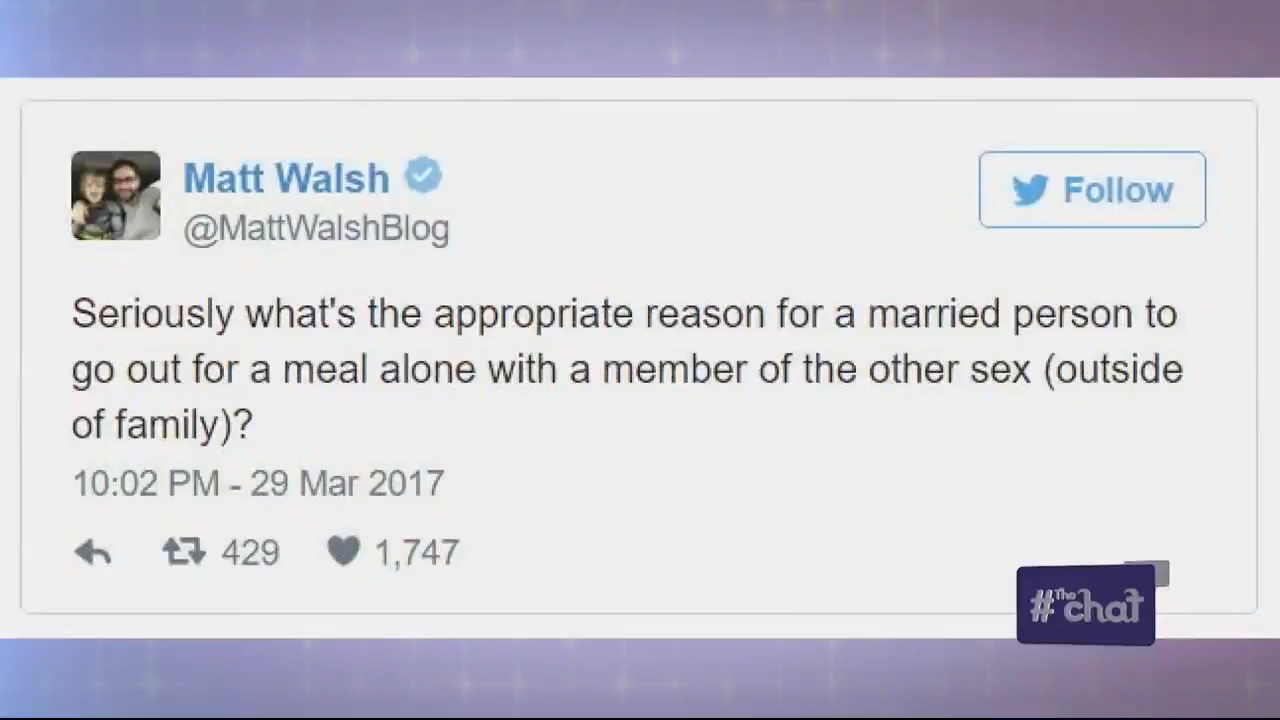 Matt Walsh
@MattWalshBlog
Follow
Seriously what's the appropriate reason for a married person to
go out for a meal alone with a member of the other sex (outside
of family)?
10:02 PM - 29 Mar 2017
429 1,747
#The chat